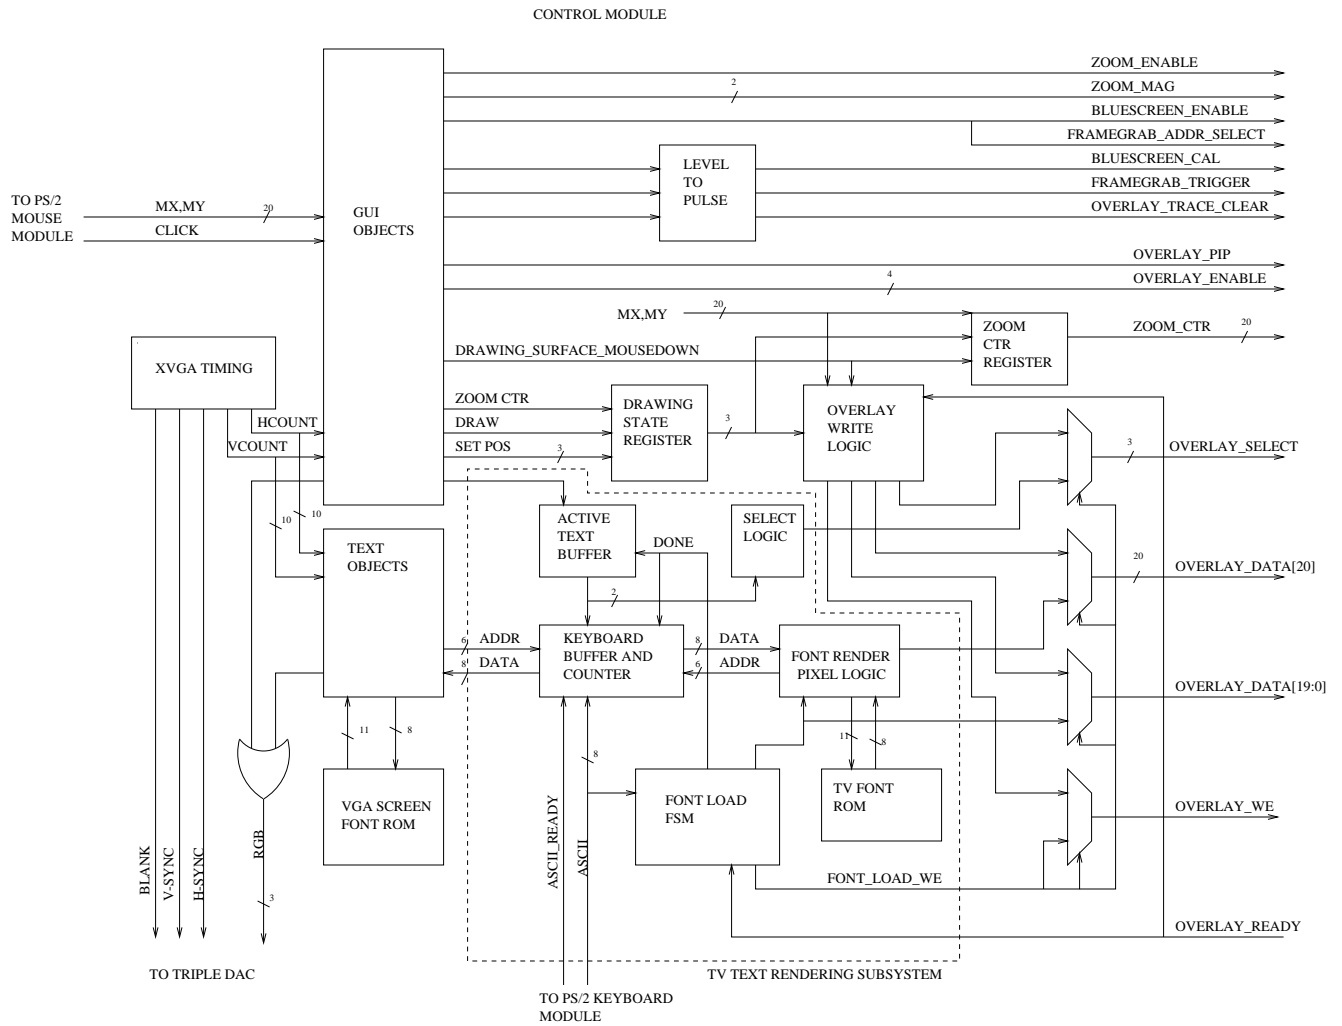 CONTROL MODULE
ZOOM_ENABLE
2
ZOOM_MAG
BLUESCREEN_ENABLE
FRAMEGRAB_ADDR_SELECT
LEVEL
TO
PULSE
BLUESCREEN_CAL
FRAMEGRAB_TRIGGER
OVERLAY_TRACE_CLEAR
TO PS/2
MOUSE
MODULE
MX,MY
20
CLICK
GUI
OBJECTS
OVERLAY_PIP
4
OVERLAY_ENABLE
MX,MY
20
ZOOM
CTR
REGISTER
ZOOM_CTR
20
XVGA TIMING
DRAWING_SURFACE_MOUSEDOWN
HCOUNT
VCOUNT
ZOOM CTR
DRAW
SET POS
3
DRAWING
STATE
REGISTER
3
OVERLAY
WRITE
LOGIC
3
OVERLAY_SELECT
10
10
TEXT
OBJECTS
ACTIVE
TEXT
BUFFER
DONE
SELECT
LOGIC
2
20
OVERLAY_DATA[20]
6
ADDR
8
DATA
KEYBOARD
BUFFER AND
COUNTER
8
DATA
6
ADDR
FONT RENDER
PIXEL LOGIC
OVERLAY_DATA[19:0]
11
8
8
11
8
VGA SCREEN
FONT ROM
FONT LOAD
FSM
TV FONT
ROM
OVERLAY_WE
BLANK
V-SYNC
H-SYNC
RGB
3
ASCII_READY
ASCII
FONT_LOAD_WE
OVERLAY_READY
TO TRIPLE DAC
TV TEXT RENDERING SUBSYSTEM
TO PS/2 KEYBOARD
MODULE